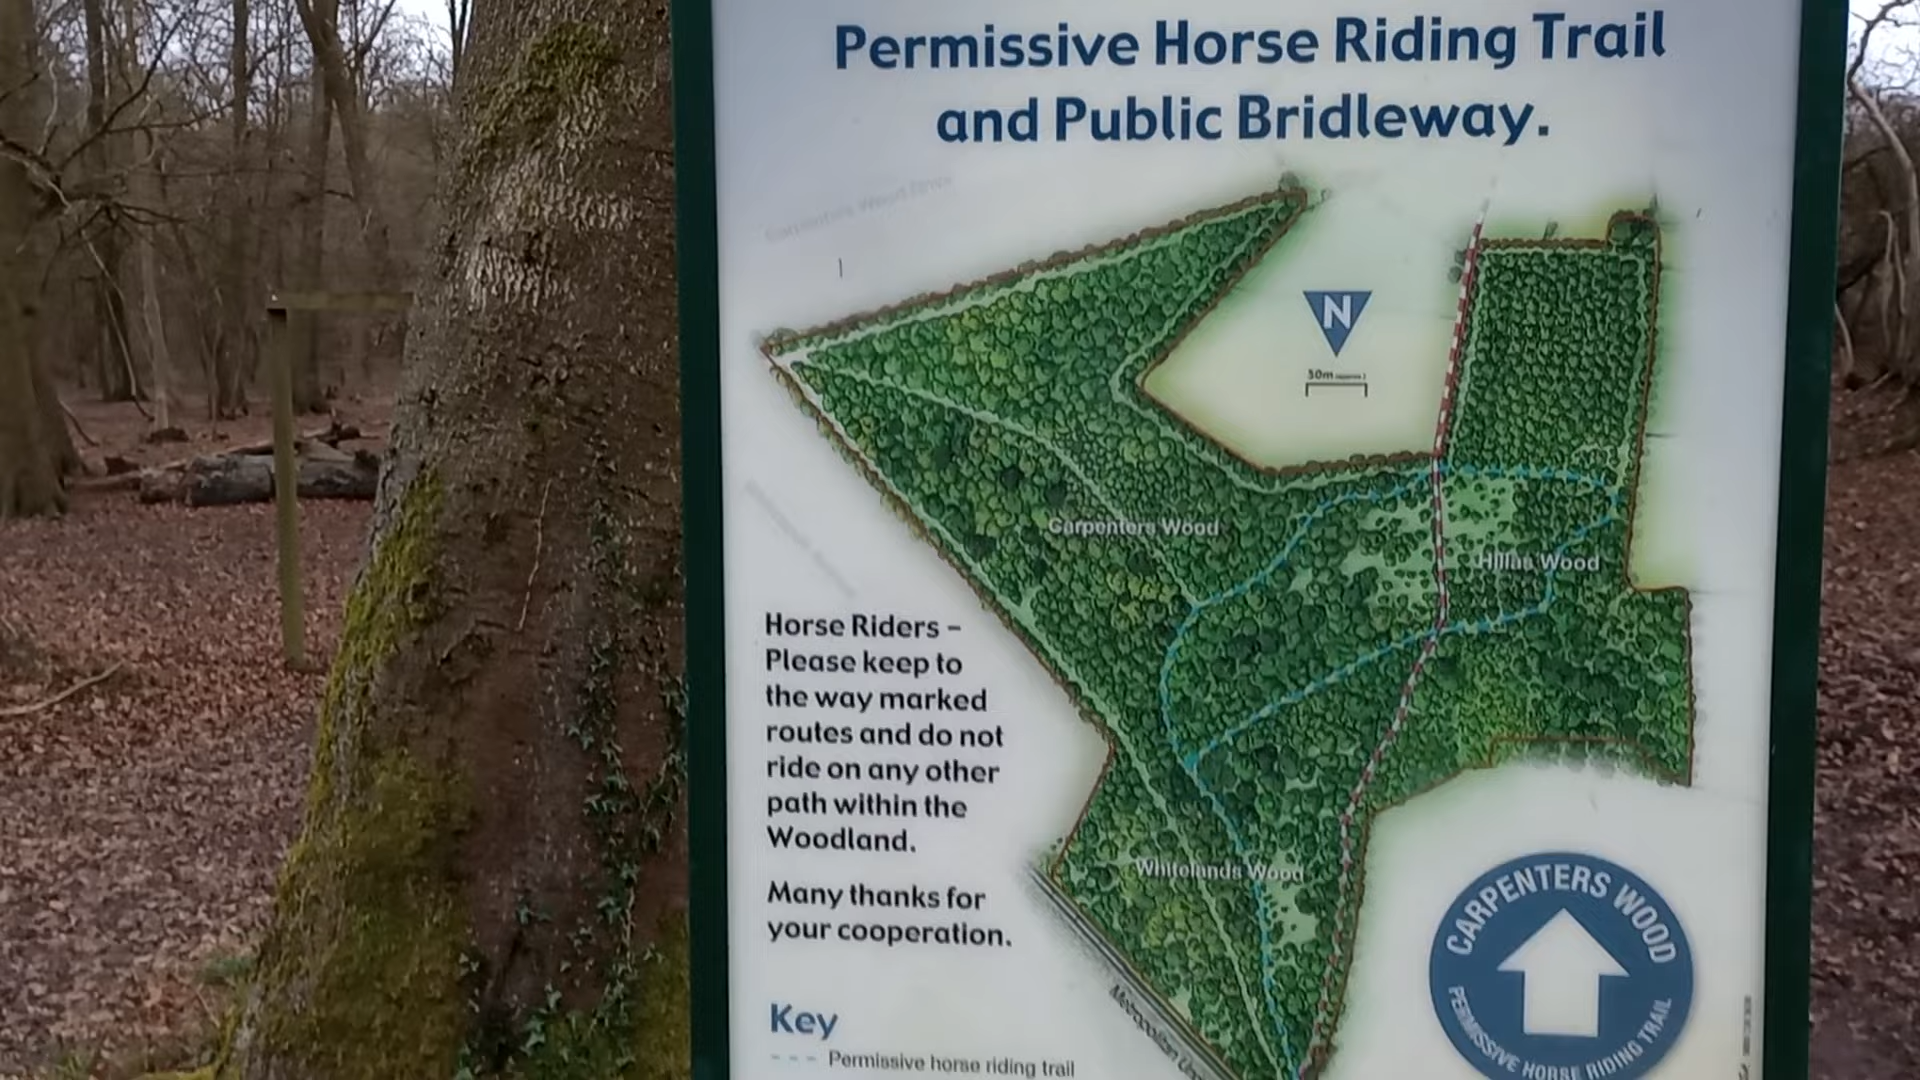 Permissive Horse Riding Trail
and Public Bridleway.
N
50m
Carpenters Wood
Hillas Wood
Horse Riders –
Please keep to
the way marked
routes and do not
ride on any other
path within the
Woodland.
Many thanks for
your cooperation.
Whitelands Wood
Metropolitan
Key
Permissive horse riding trail
CARPENTERS WOOD
PERMISSIVE HORSE RIDING TRAIL